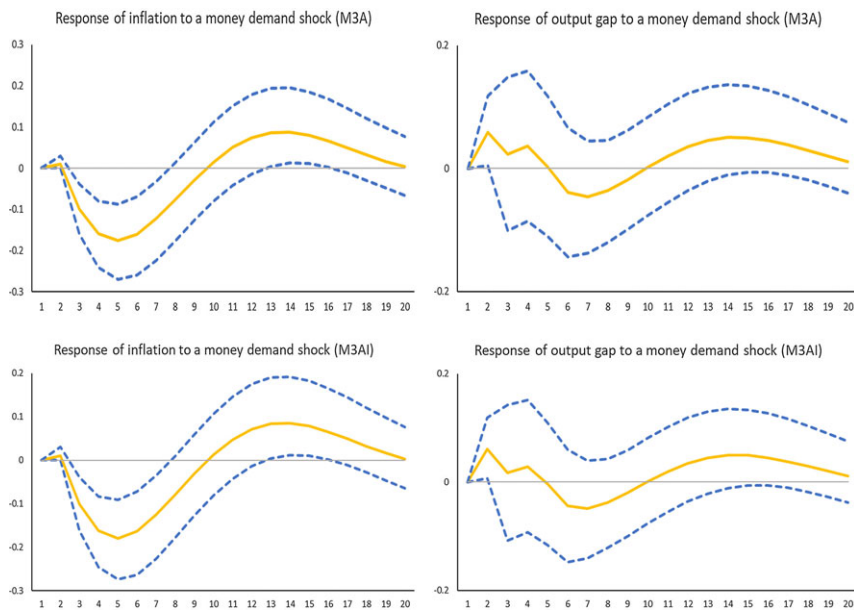 Response of inflation to a money demand shock (M3A)
0.3
0.2
0.1
0
-0.1
-0.2
-0.3
1 2 3 4 5 6 7 8 9 10 11 12 13 14 15 16 17 18 19 20
Response of output gap to a money demand shock (M3A)
0.2
0
-0.2
1 2 3 4 5 6 7 8 9 10 11 12 13 14 15 16 17 18 19 20
Response of inflation to a money demand shock (M3AI)
0.2
0.1
0
-0.1
-0.2
-0.3
1 2 3 4 5 6 7 8 9 10 11 12 13 14 15 16 17 18 19 20
Response of output gap to a money demand shock (M3AI)
0.2
0
-0.2
1 2 3 4 5 6 7 8 9 10 11 12 13 14 15 16 17 18 19 20